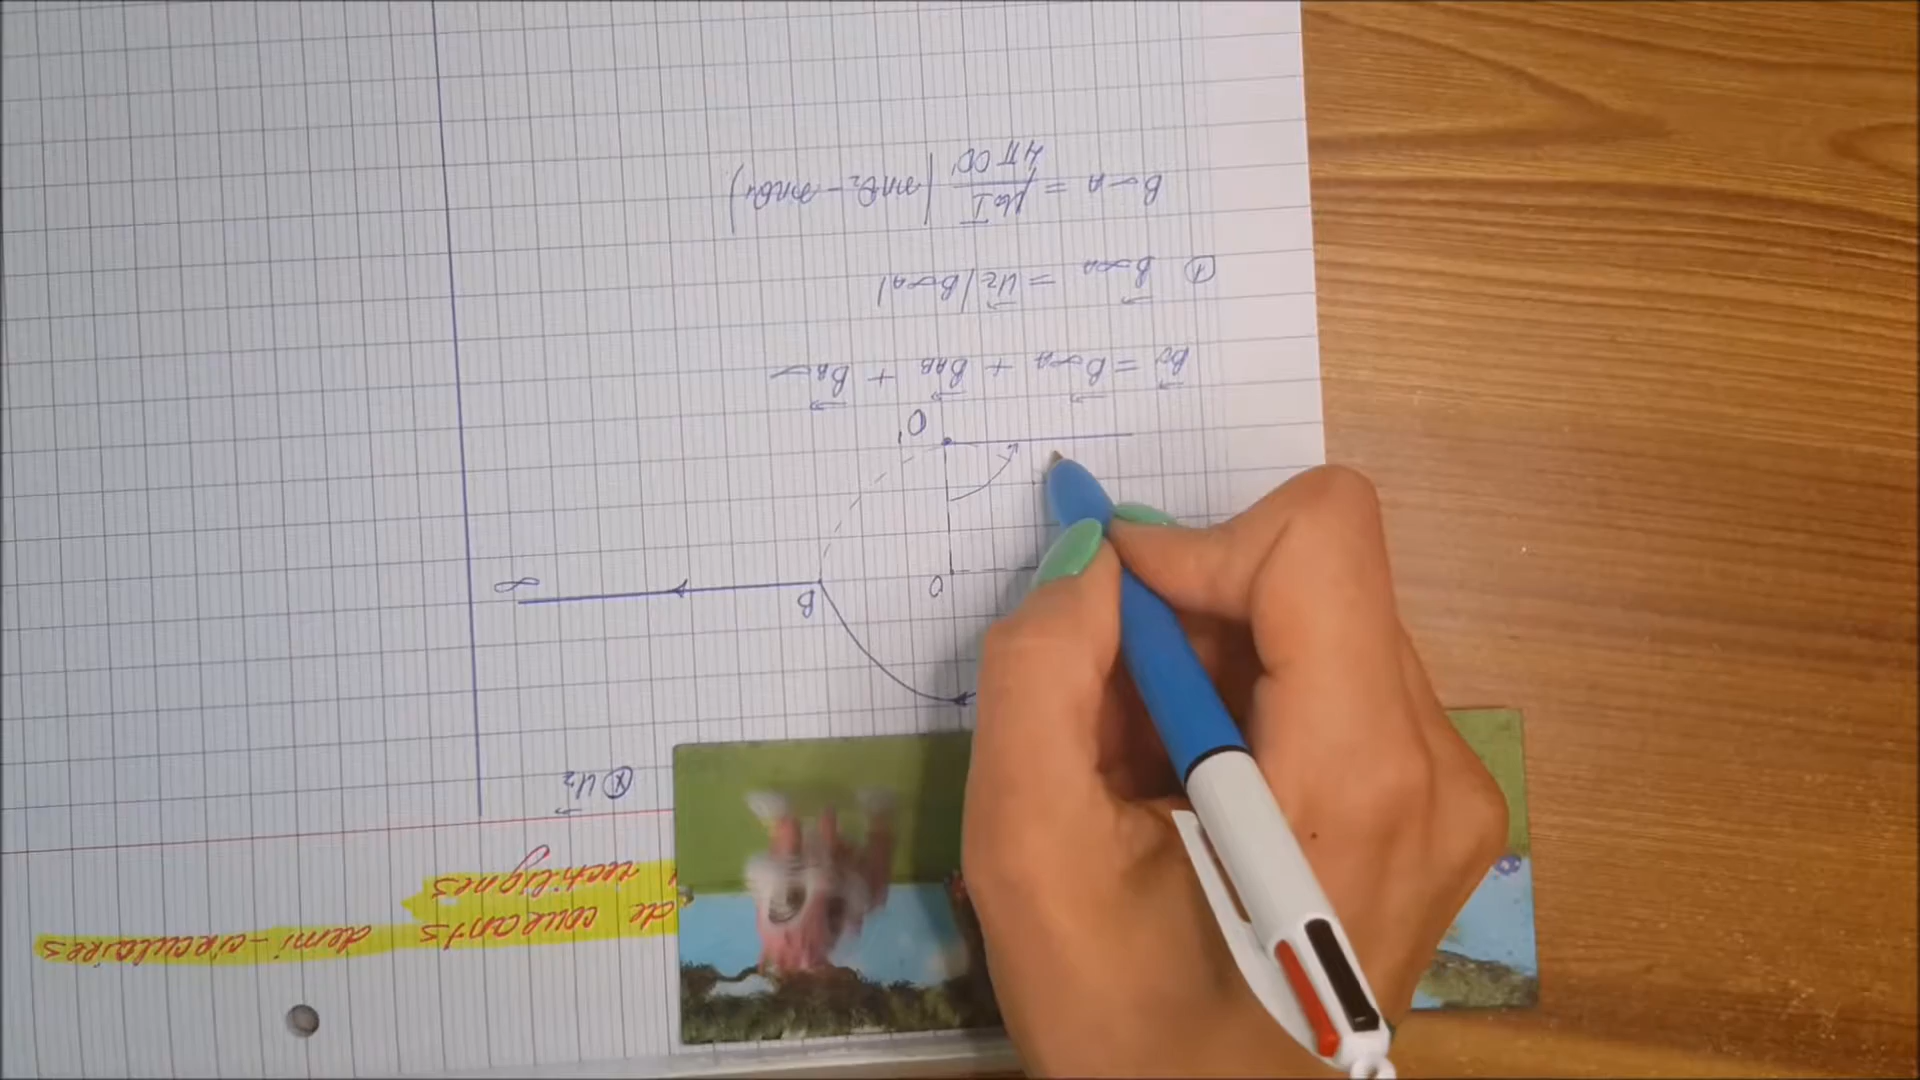 de courants demi-circulaires
rectilignes
⊗ u⃗z
B
∞
O
O'
B⃗o = B⃗∞A + B⃗AB + B⃗B∞
① B⃗∞A = u⃗z |B∞A|
B∞A = μ₀I / 4πOO' |sinθ₂ - sinθ₁|